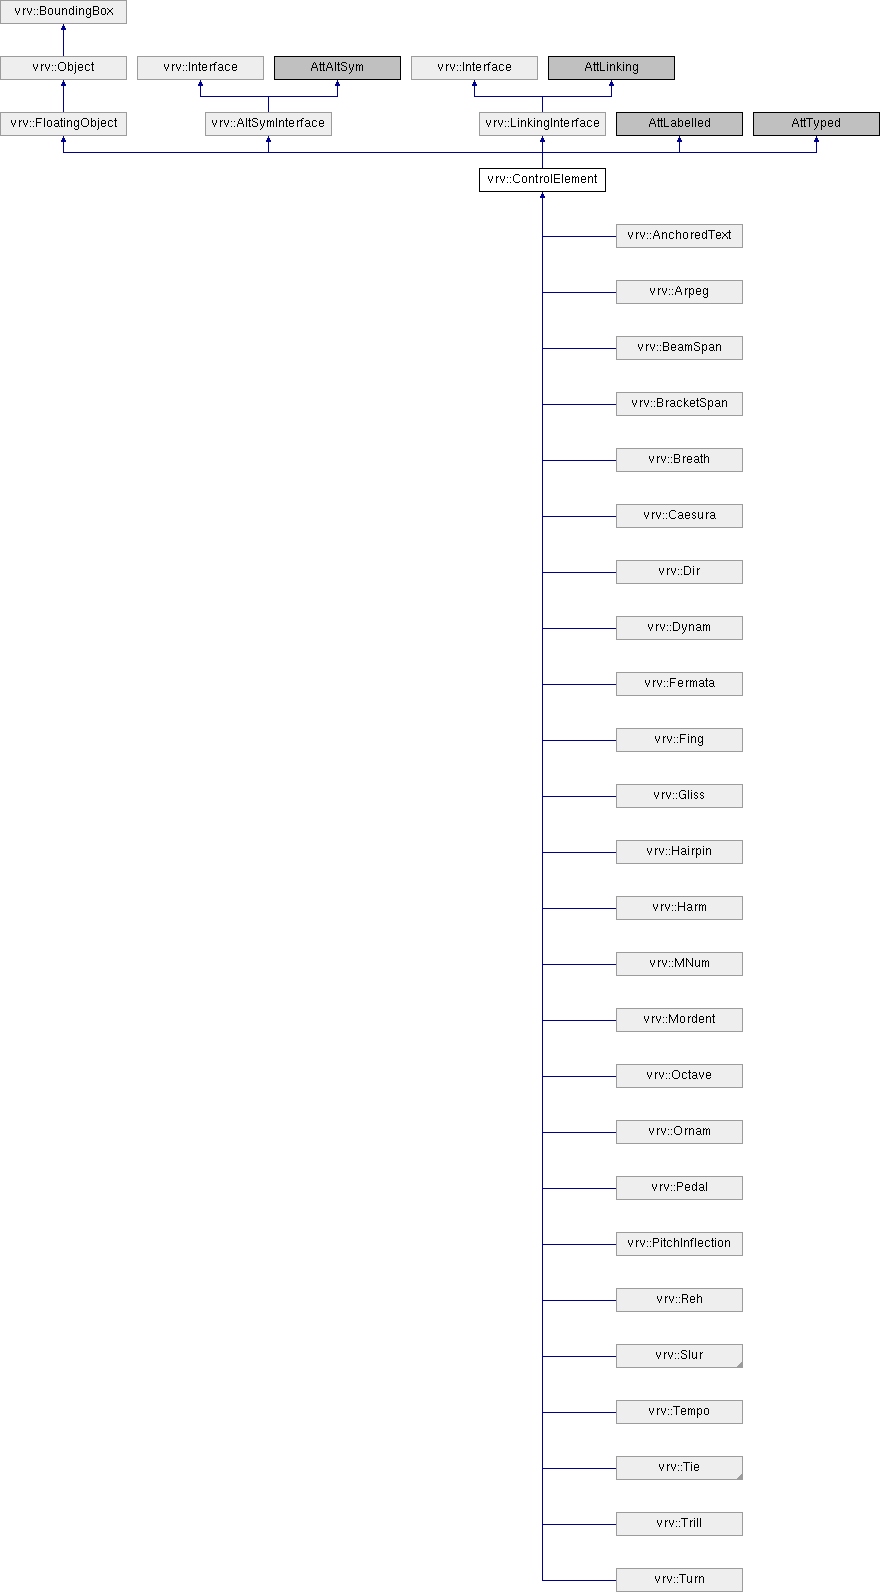 vrv::BoundingBox
vrv::Object
vrv::Interface
AttAltSym
vrv::Interface
AttLinking
vrv::FloatingObject
vrv::AltSymInterface
vrv::LinkingInterface
AttLabelled
AttTyped
vrv::ControlElement
vrv::AnchoredText
vrv::Arpeg
vrv::BeamSpan
vrv::BracketSpan
vrv::Breath
vrv::Caesura
vrv::Dir
vrv::Dynam
vrv::Fermata
vrv::Fing
vrv::Gliss
vrv::Hairpin
vrv::Harm
vrv::MNum
vrv::Mordent
vrv::Octave
vrv::Ornam
vrv::Pedal
vrv::PitchInflection
vrv::Reh
vrv::Slur
vrv::Tempo
vrv::Tie
vrv::Trill
vrv::Turn